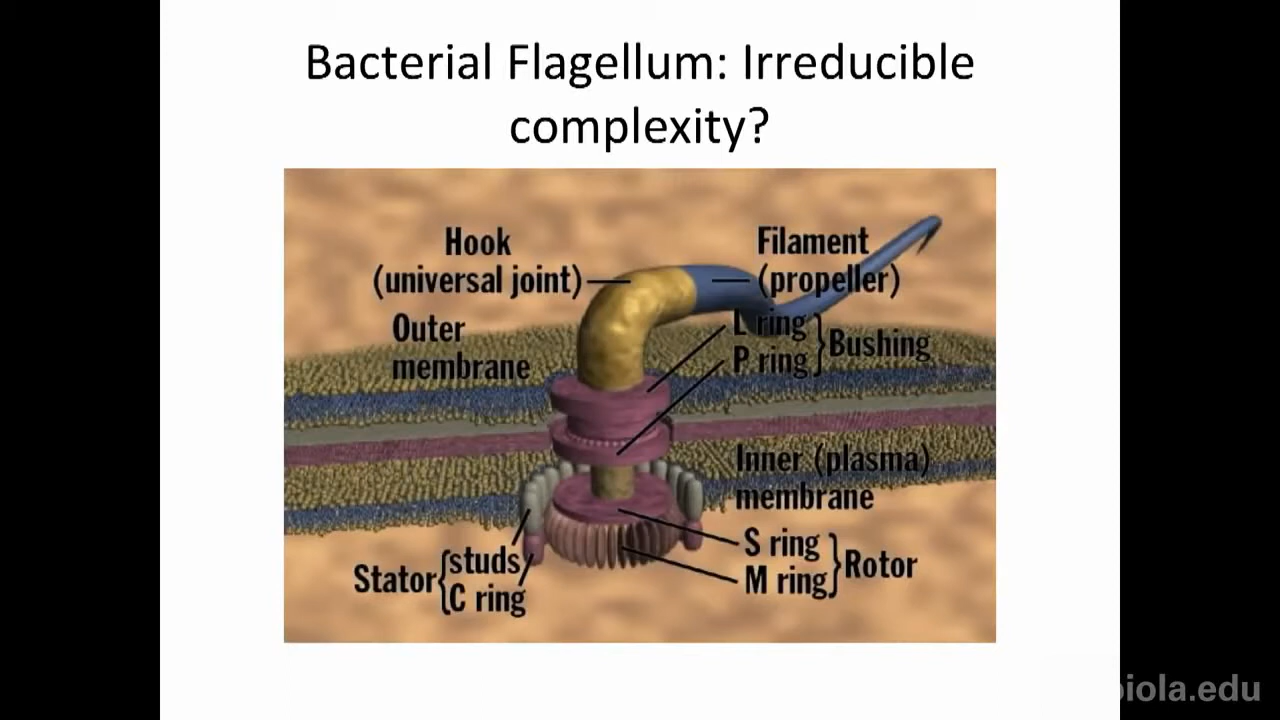 Bacterial Flagellum: Irreducible
complexity?
Hook
(universal joint)
Filament
(propeller)
Outer
membrane
L ring
P ring
Bushing
Inner (plasma)
membrane
Stator
studs
C ring
S ring
M ring
Rotor
biola.edu